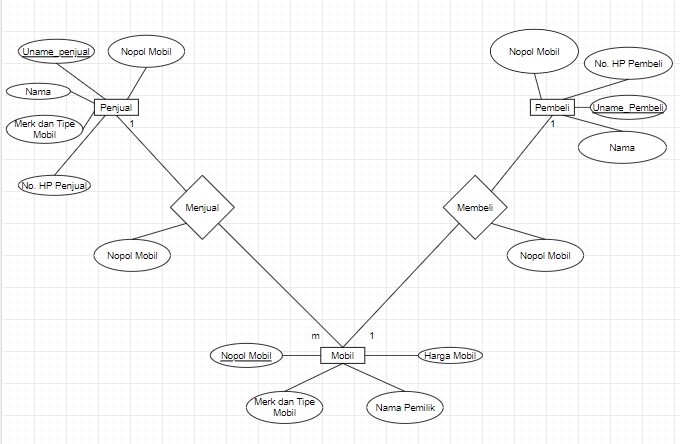 Uname_penjual
Nopol Mobil
Nama
Penjual
1
Merk dan Tipe
Mobil
No. HP Penjual
Menjual
Nopol Mobil
Nopol Mobil
No. HP Pembeli
Pembeli
Uname_Pembeli
1
Nama
Membeli
Nopol Mobil
m
1
Nopol Mobil
Mobil
Harga Mobil
Merk dan Tipe
Mobil
Nama Pemilik